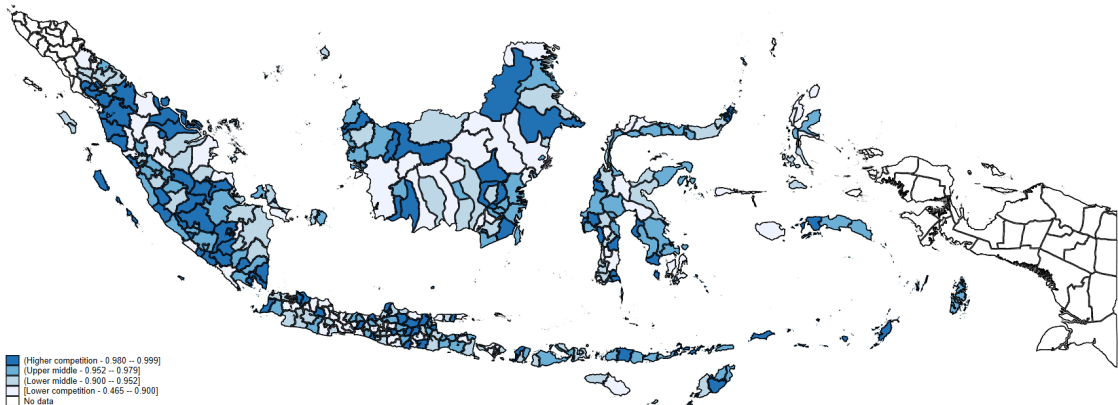 (Higher competition - 0.980 -- 0.999]
(Upper middle - 0.952 -- 0.979]
(Lower middle - 0.900 -- 0.952]
[Lower competition - 0.465 -- 0.900]
No data